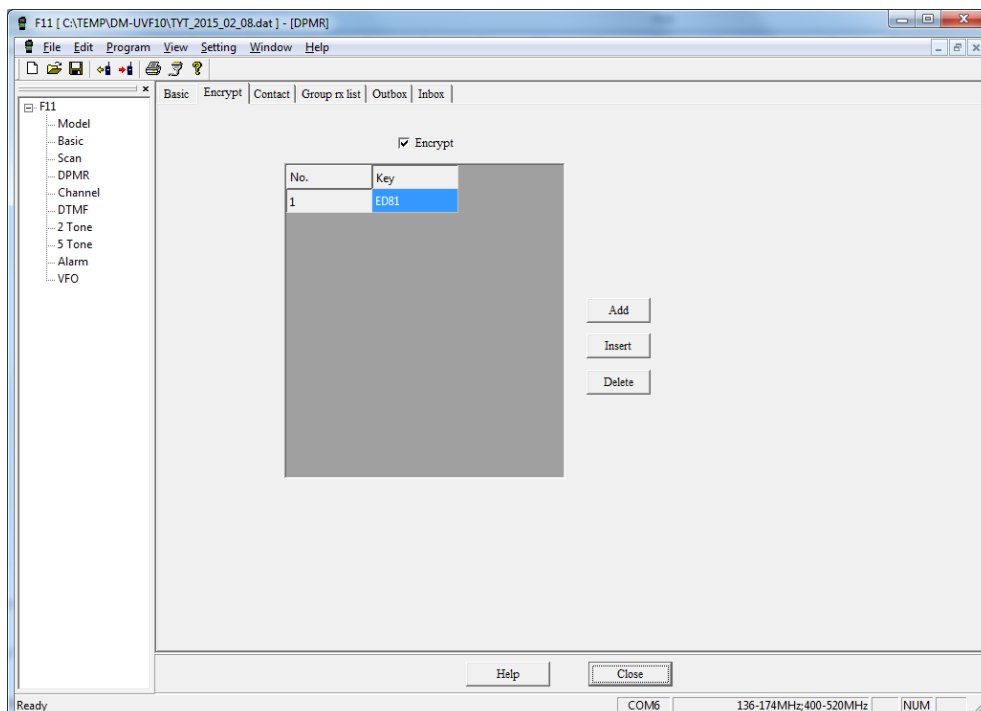 F11 [ C:\TEMP\DM-UVF10\TYT_2015_02_08.dat ] - [DPMR]
File Edit Program View Setting Window Help
Basic Encrypt Contact Group rx list Outbox Inbox
F11
Model
Basic
Scan
DPMR
Channel
DTMF
2 Tone
5 Tone
Alarm
VFO
Encrypt
No. Key
1 ED81
Add
Insert
Delete
Help Close
Ready COM6 136-174MHz;400-520MHz NUM